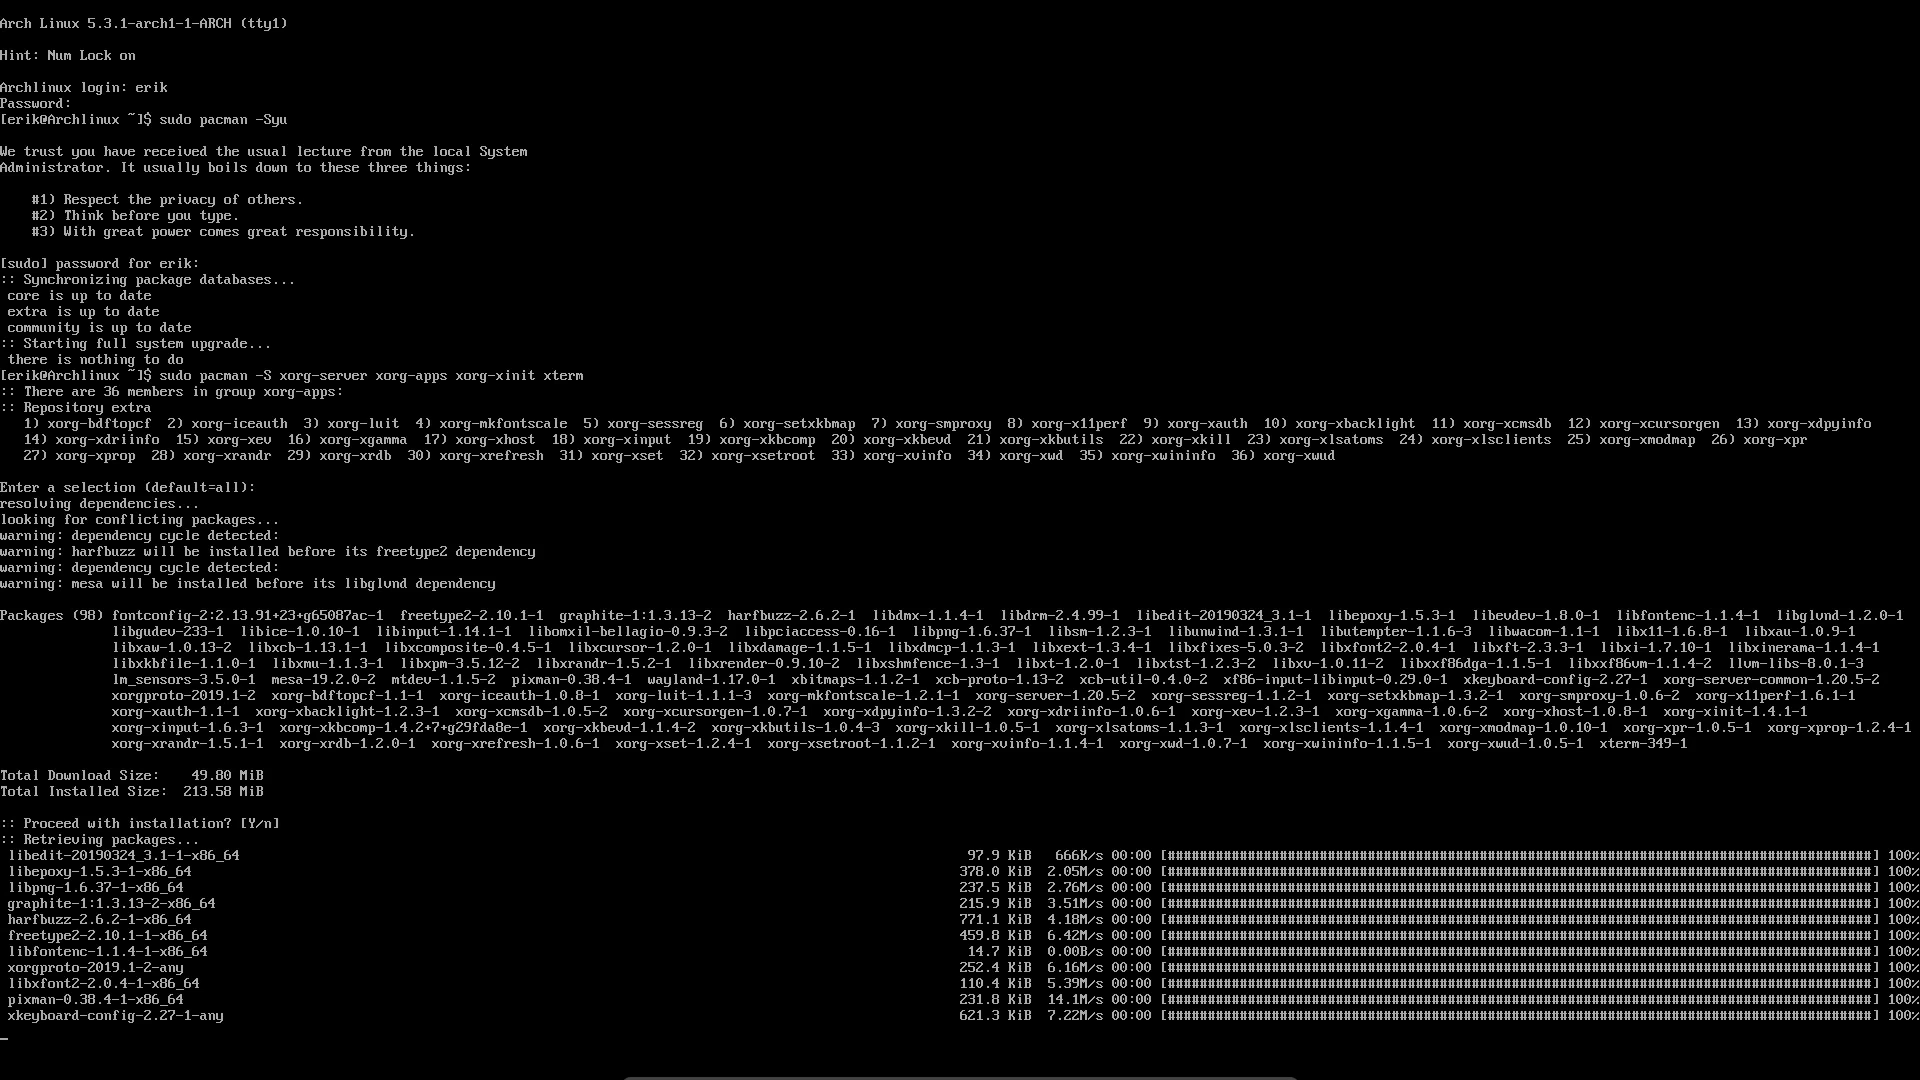 Arch Linux 5.3.1-arch1-1-ARCH (tty1)
Hint: Num Lock on
Archlinux login: erik
Password:
[erik@Archlinux ~]$ sudo pacman -Syu
We trust you have received the usual lecture from the local System
Administrator. It usually boils down to these three things:
#1) Respect the privacy of others.
#2) Think before you type.
#3) With great power comes great responsibility.
[sudo] password for erik:
:: Synchronizing package databases...
core is up to date
extra is up to date
community is up to date
:: Starting full system upgrade...
there is nothing to do
[erik@Archlinux ~]$ sudo pacman -S xorg-server xorg-apps xorg-xinit xterm
:: There are 36 members in group xorg-apps:
:: Repository extra
1) xorg-bdftopcf  2) xorg-iceauth  3) xorg-luit  4) xorg-mkfontscale  5) xorg-sessreg  6) xorg-setxkbmap  7) xorg-smproxy  8) xorg-x11perf  9) xorg-xauth  10) xorg-xbacklight  11) xorg-xcmsdb  12) xorg-xcursorgen  13) xorg-xdpyinfo
14) xorg-xdriinfo  15) xorg-xev  16) xorg-xgamma  17) xorg-xhost  18) xorg-xinput  19) xorg-xkbcomp  20) xorg-xkbevd  21) xorg-xkbutils  22) xorg-xkill  23) xorg-xlsatoms  24) xorg-xlsclients  25) xorg-xmodmap  26) xorg-xpr
27) xorg-xprop  28) xorg-xrandr  29) xorg-xrdb  30) xorg-xrefresh  31) xorg-xset  32) xorg-xsetroot  33) xorg-xvinfo  34) xorg-xwd  35) xorg-xwininfo  36) xorg-xwud
Enter a selection (default=all):
resolving dependencies...
looking for conflicting packages...
warning: dependency cycle detected:
warning: harfbuzz will be installed before its freetype2 dependency
warning: dependency cycle detected:
warning: mesa will be installed before its libglvnd dependency
Packages (98) fontconfig-2:2.13.91+23+g65087ac-1  freetype2-2.10.1-1  graphite-1:1.3.13-2  harfbuzz-2.6.2-1  libdmx-1.1.4-1  libdrm-2.4.99-1  libedit-20190324_3.1-1  libepoxy-1.5.3-1  libevdev-1.8.0-1  libfontenc-1.1.4-1  libglvnd-1.2.0-1
libgudev-233-1  libice-1.0.10-1  libinput-1.14.1-1  libomxil-bellagio-0.9.3-2  libpciaccess-0.16-1  libpng-1.6.37-1  libsm-1.2.3-1  libunwind-1.3.1-1  libutempter-1.1.6-3  libwacom-1.1-1  libx11-1.6.8-1  libxau-1.0.9-1
libxaw-1.0.13-2  libxcb-1.13.1-1  libxcomposite-0.4.5-1  libxcursor-1.2.0-1  libxdamage-1.1.5-1  libxdmcp-1.1.3-1  libxext-1.3.4-1  libxfixes-5.0.3-2  libxfont2-2.0.4-1  libxft-2.3.3-1  libxi-1.7.10-1  libxinerama-1.1.4-1
libxkbfile-1.1.0-1  libxmu-1.1.3-1  libxpm-3.5.12-2  libxrandr-1.5.2-1  libxrender-0.9.10-2  libxshmfence-1.3-1  libxt-1.2.0-1  libxtst-1.2.3-2  libxv-1.0.11-2  libxxf86dga-1.1.5-1  libxxf86vm-1.1.4-2  llvm-libs-8.0.1-3
lm_sensors-3.5.0-1  mesa-19.2.0-2  mtdev-1.1.5-2  pixman-0.38.4-1  wayland-1.17.0-1  xbitmaps-1.1.2-1  xcb-proto-1.13-2  xcb-util-0.4.0-2  xf86-input-libinput-0.29.0-1  xkeyboard-config-2.27-1  xorg-server-common-1.20.5-2
xorgproto-2019.1-2  xorg-bdftopcf-1.1-1  xorg-iceauth-1.0.8-1  xorg-luit-1.1.1-3  xorg-mkfontscale-1.2.1-1  xorg-server-1.20.5-2  xorg-sessreg-1.1.2-1  xorg-setxkbmap-1.3.2-1  xorg-smproxy-1.0.6-2  xorg-x11perf-1.6.1-1
xorg-xauth-1.1-1  xorg-xbacklight-1.2.3-1  xorg-xcmsdb-1.0.5-2  xorg-xcursorgen-1.0.7-1  xorg-xdpyinfo-1.3.2-2  xorg-xdriinfo-1.0.6-1  xorg-xev-1.2.3-1  xorg-xgamma-1.0.6-2  xorg-xhost-1.0.8-1  xorg-xinit-1.4.1-1
xorg-xinput-1.6.3-1  xorg-xkbcomp-1.4.2+7+g29fda8e-1  xorg-xkbevd-1.1.4-2  xorg-xkbutils-1.0.4-3  xorg-xkill-1.0.5-1  xorg-xlsatoms-1.1.3-1  xorg-xlsclients-1.1.4-1  xorg-xmodmap-1.0.10-1  xorg-xpr-1.0.5-1  xorg-xprop-1.2.4-1
xorg-xrandr-1.5.1-1  xorg-xrdb-1.2.0-1  xorg-xrefresh-1.0.6-1  xorg-xset-1.2.4-1  xorg-xsetroot-1.1.2-1  xorg-xvinfo-1.1.4-1  xorg-xwd-1.0.7-1  xorg-xwininfo-1.1.5-1  xorg-xwud-1.0.5-1  xterm-349-1
Total Download Size:    49.80 MiB
Total Installed Size:  213.58 MiB
:: Proceed with installation? [Y/n]
:: Retrieving packages...
libedit-20190324_3.1-1-x86_64 97.9 KiB 666K/s 00:00 [########################################################################################] 100%
libepoxy-1.5.3-1-x86_64 378.0 KiB 2.05M/s 00:00 [########################################################################################] 100%
libpng-1.6.37-1-x86_64 237.5 KiB 2.76M/s 00:00 [########################################################################################] 100%
graphite-1:1.3.13-2-x86_64 215.9 KiB 3.51M/s 00:00 [########################################################################################] 100%
harfbuzz-2.6.2-1-x86_64 771.1 KiB 4.18M/s 00:00 [########################################################################################] 100%
freetype2-2.10.1-1-x86_64 459.8 KiB 6.42M/s 00:00 [########################################################################################] 100%
libfontenc-1.1.4-1-x86_64 14.7 KiB 0.00B/s 00:00 [########################################################################################] 100%
xorgproto-2019.1-2-any 252.4 KiB 6.16M/s 00:00 [########################################################################################] 100%
libxfont2-2.0.4-1-x86_64 110.4 KiB 5.39M/s 00:00 [########################################################################################] 100%
pixman-0.38.4-1-x86_64 231.8 KiB 14.1M/s 00:00 [########################################################################################] 100%
xkeyboard-config-2.27-1-any 621.3 KiB 7.22M/s 00:00 [########################################################################################] 100%